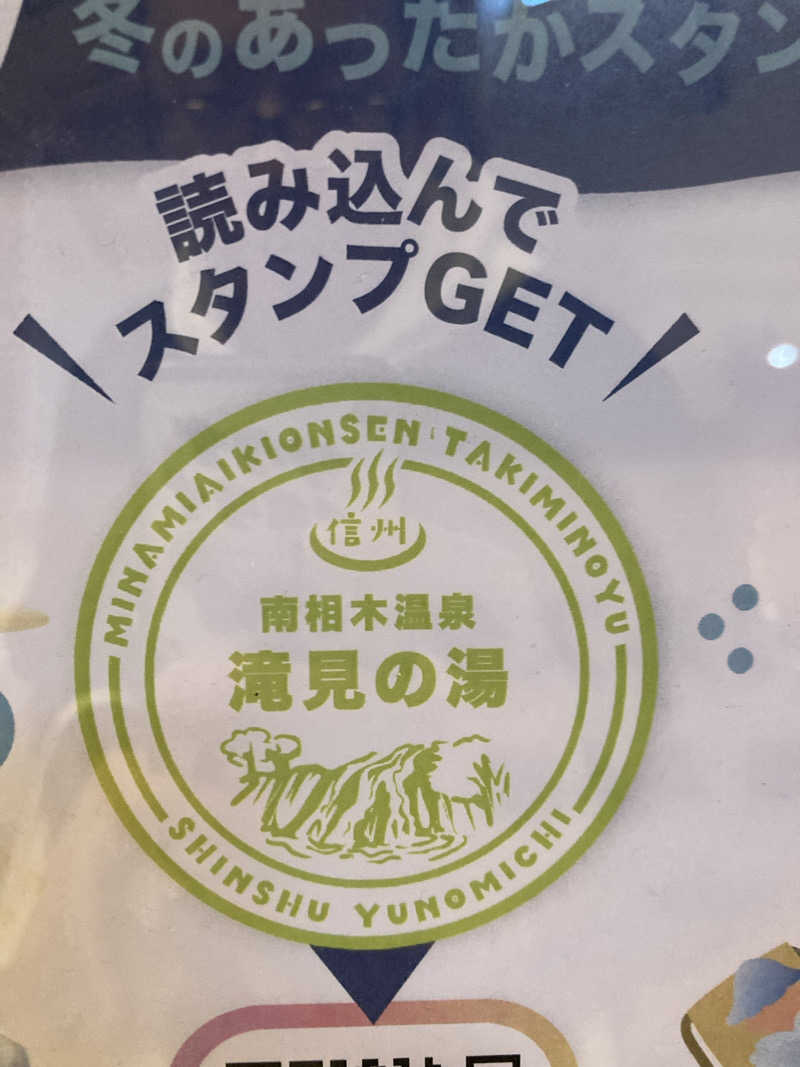 冬のあったかスタン
読み込んで
スタンプGET
MINAMIAIKIONSEN TAKIMINOYU
信州
南相木温泉
滝見の湯
SHINSHU YUNOMICHI